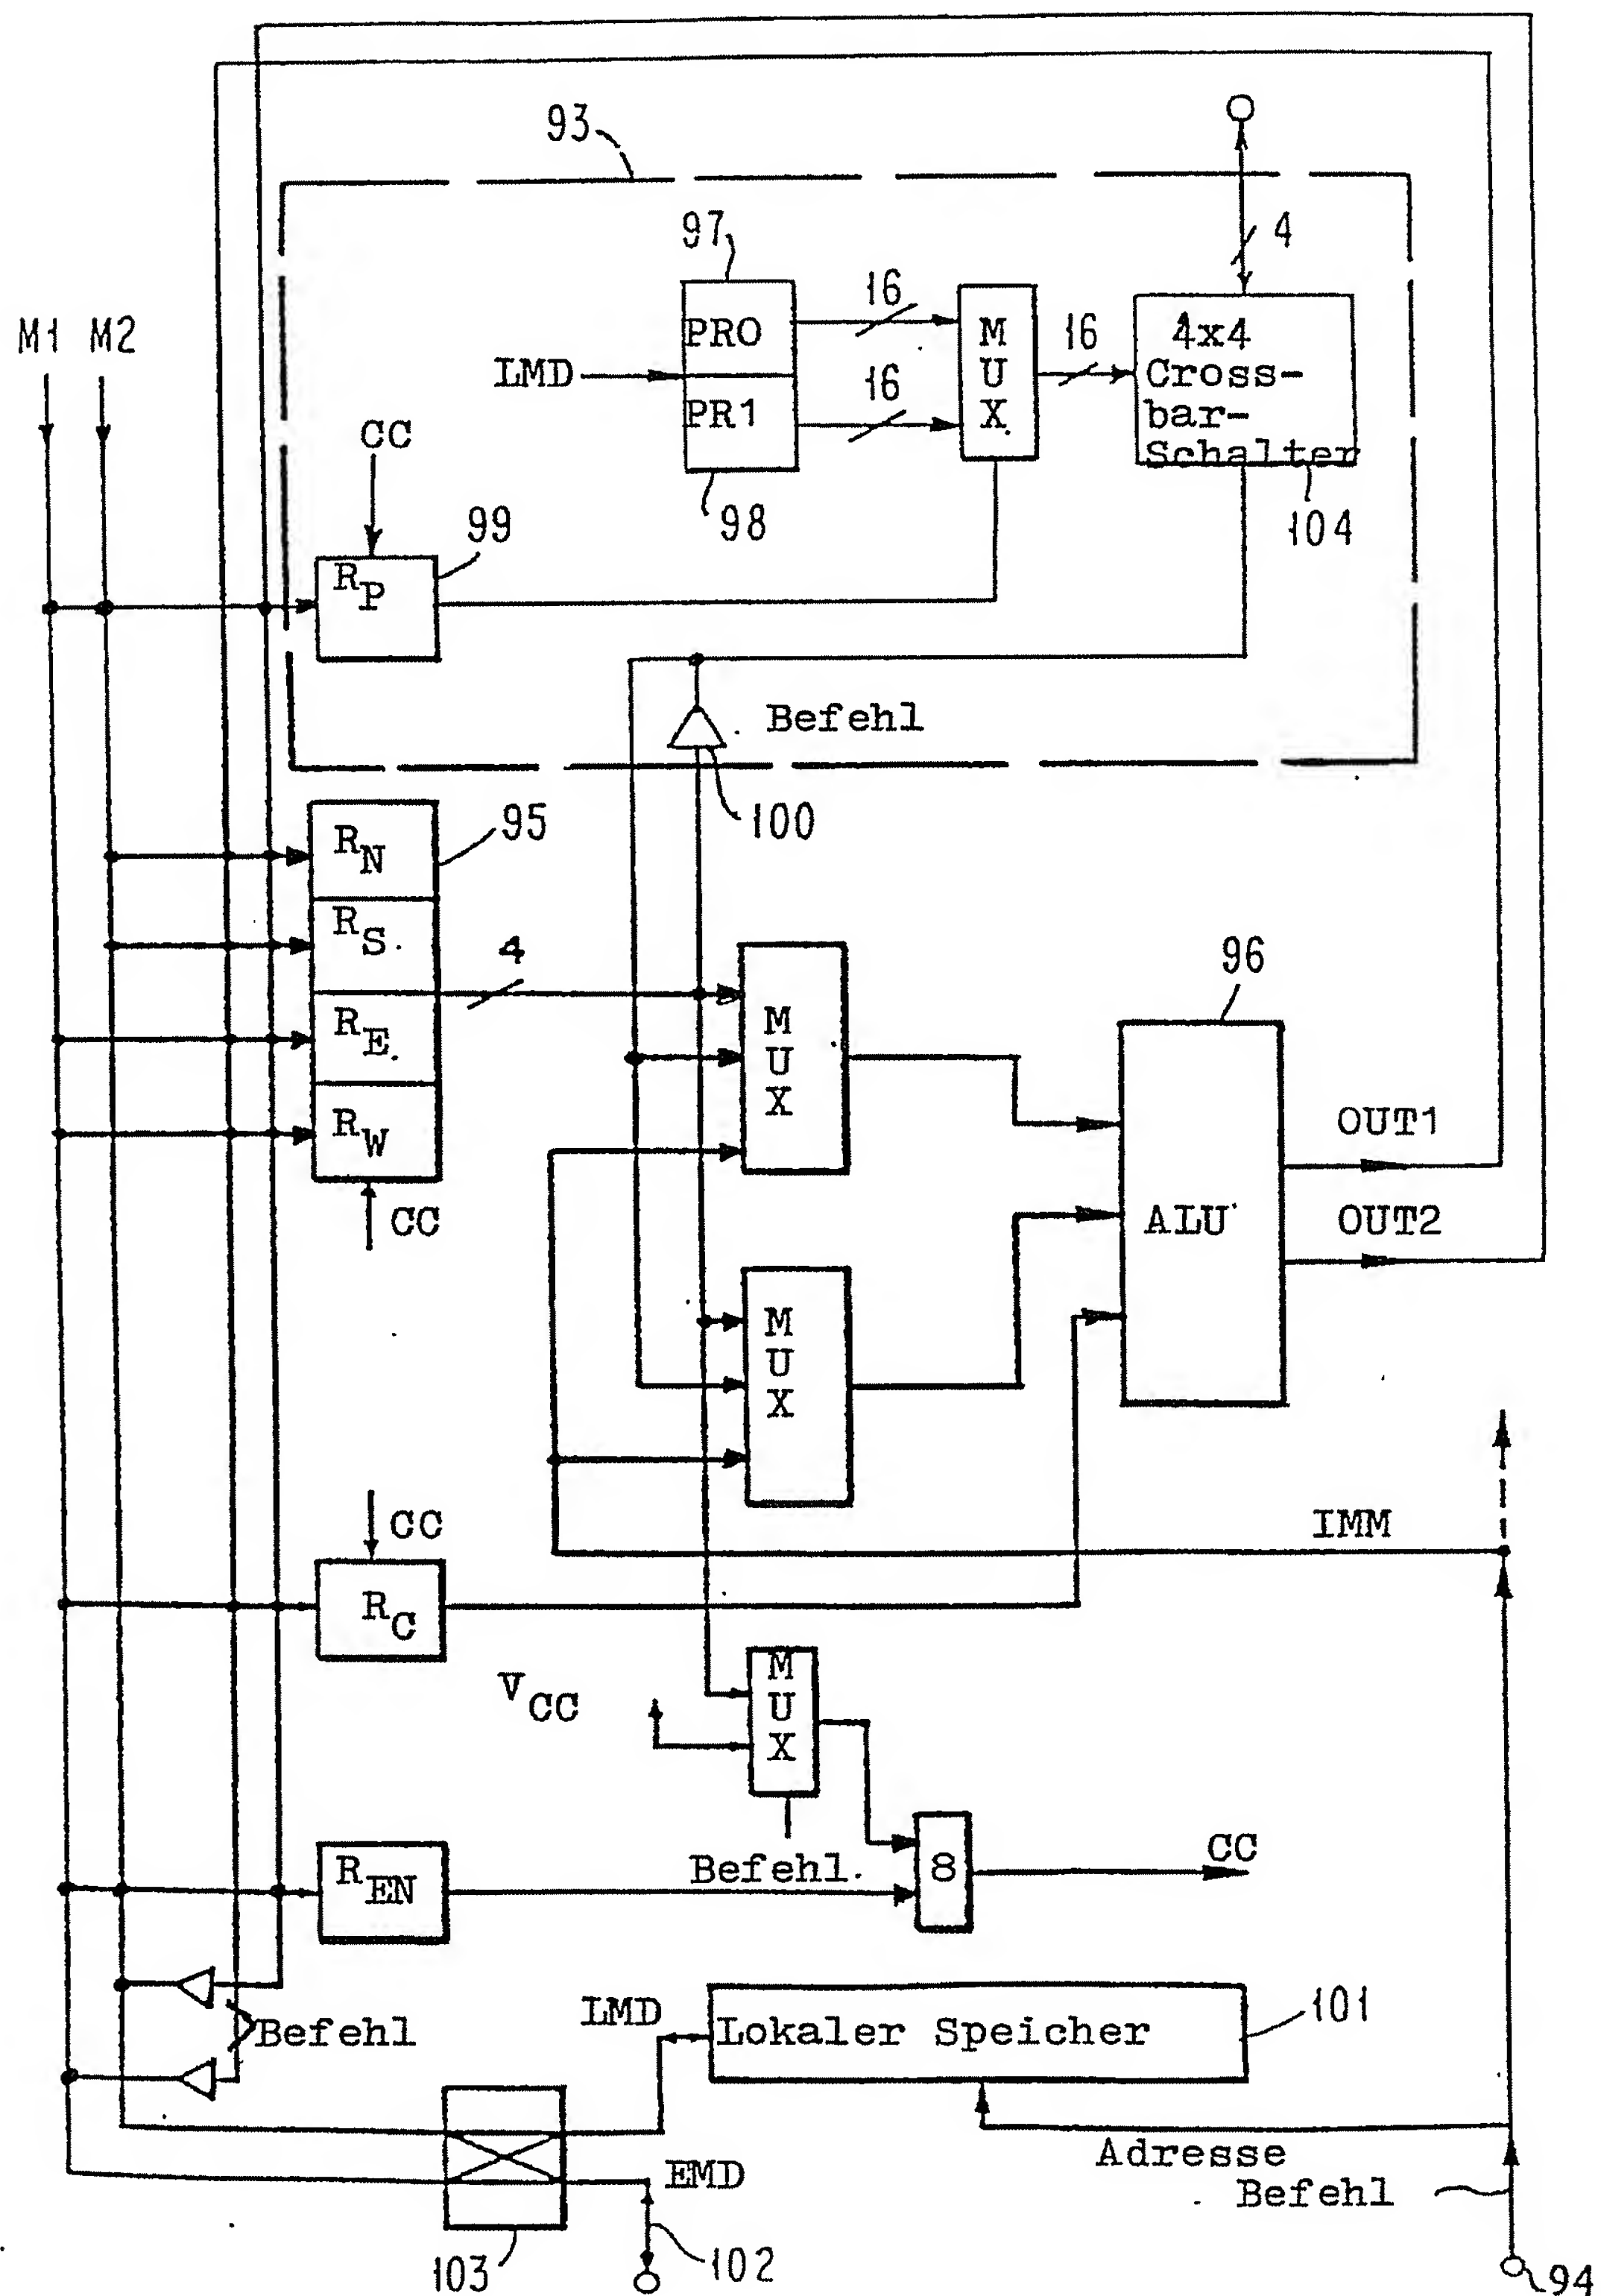 93
97
4
M1 M2
16
PR0
MUX
16
4x4
Cross-
bar-
Schalter
LMD
16
PR1
CC
98
104
99
RP
Befehl
100
RN
95
RS
4
RE
MUX
96
RW
OUT1
CC
ALU
OUT2
MUX
CC
IMM
RC
VCC
MUX
Befehl
8
CC
REN
LMD
Lokaler Speicher
101
Befehl
Adresse
EMD
Befehl
103
102
94